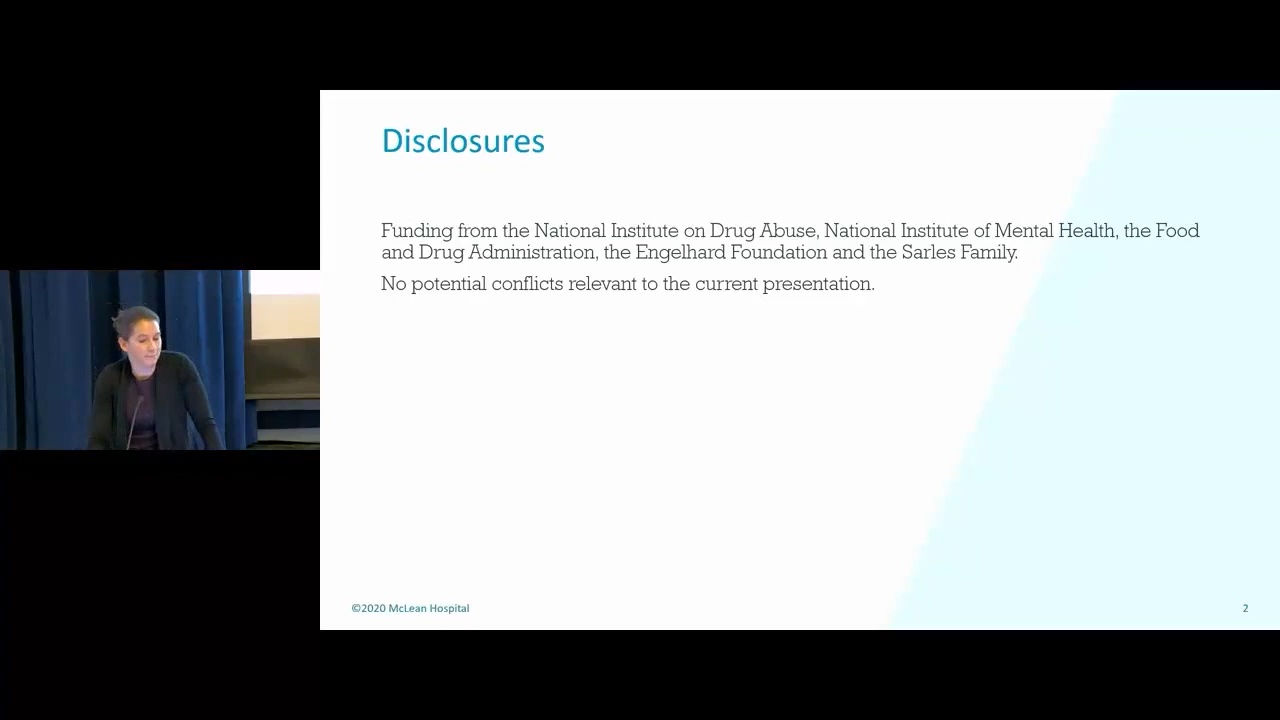 Disclosures
Funding from the National Institute on Drug Abuse, National Institute of Mental Health, the Food
and Drug Administration, the Engelhard Foundation and the Sarles Family.
No potential conflicts relevant to the current presentation.
©2020 McLean Hospital
2